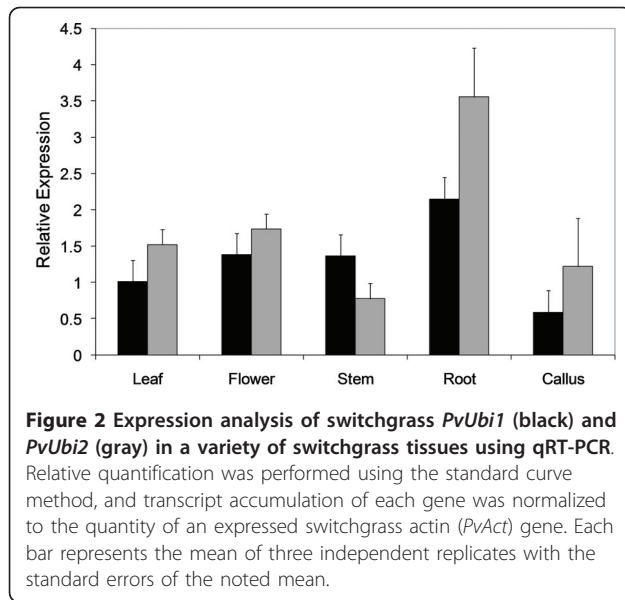 4.5
4
3.5
3
2.5
2
1.5
1
0.5
0
Relative Expression
Leaf Flower Stem Root Callus
Figure 2 Expression analysis of switchgrass PvUbi1 (black) and
PvUbi2 (gray) in a variety of switchgrass tissues using qRT-PCR.
Relative quantification was performed using the standard curve
method, and transcript accumulation of each gene was normalized
to the quantity of an expressed switchgrass actin (PvAct) gene. Each
bar represents the mean of three independent replicates with the
standard errors of the noted mean.